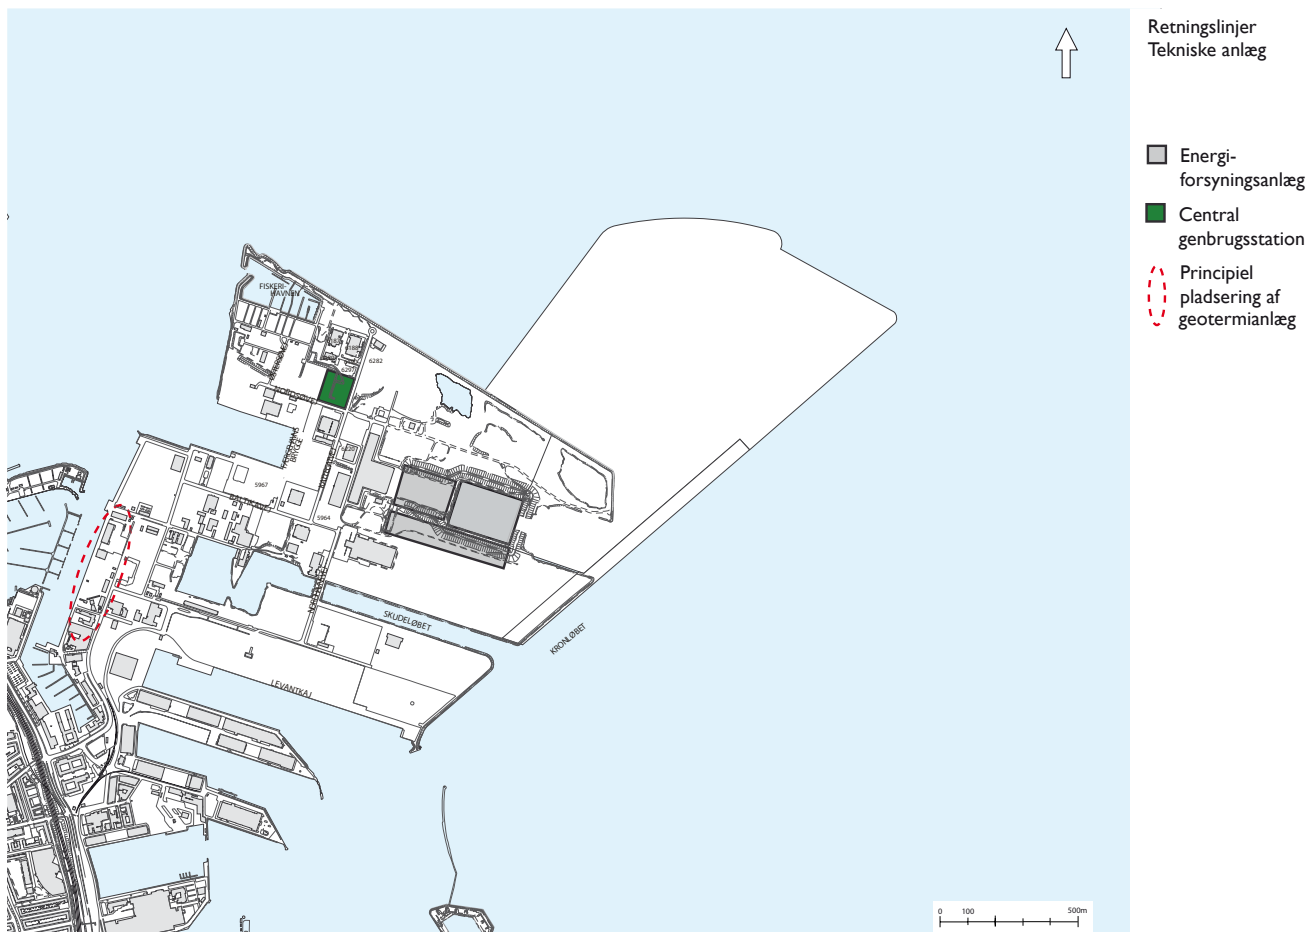 Retningslinjer
Tekniske anlæg
Energi-
forsyningsanlæg
Central
genbrugsstation
Principiel
pladsering af
geotermianlæg
FISKERI-
HAVNEN
6282
5967
5964
SKUDELØBET
KRONLØBET
LEVANTKAJ
0 100 500m